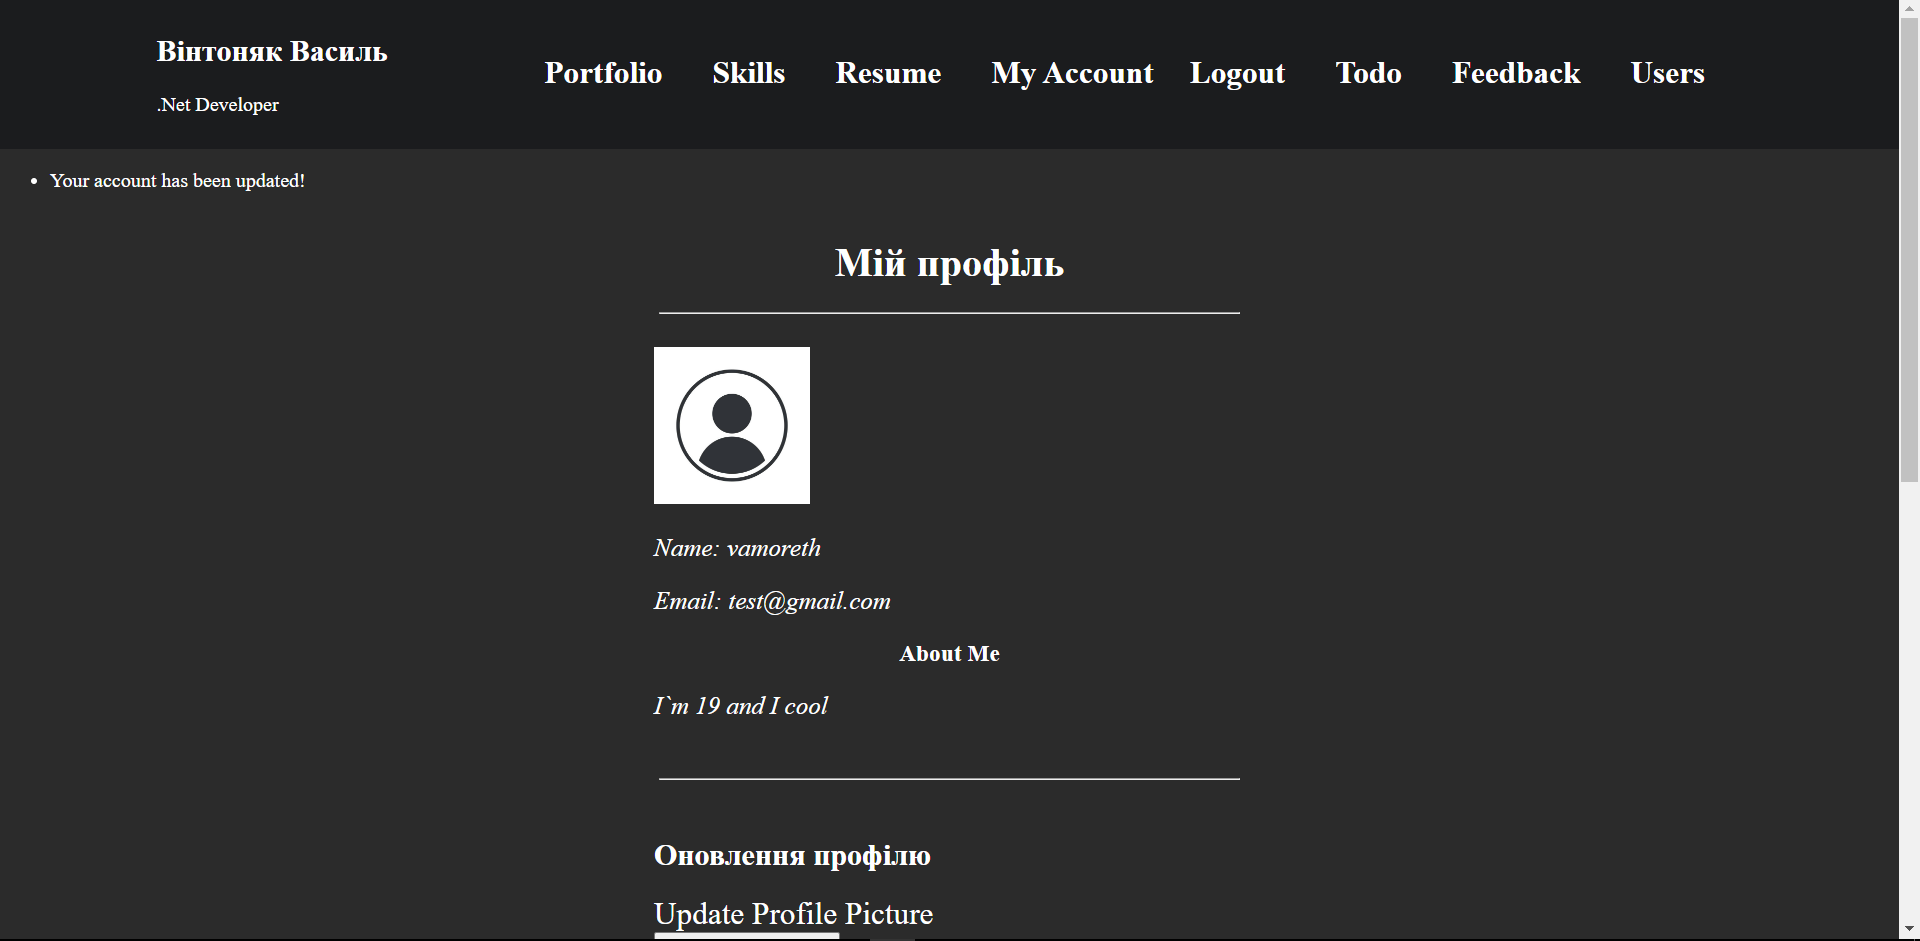 Вінтоняк Василь
.Net Developer
Portfolio Skills Resume My Account Logout Todo Feedback Users
Your account has been updated!
Мій профіль
Name: vamoreth
Email: test@gmail.com
About Me
I`m 19 and I cool
Оновлення профілю
Update Profile Picture